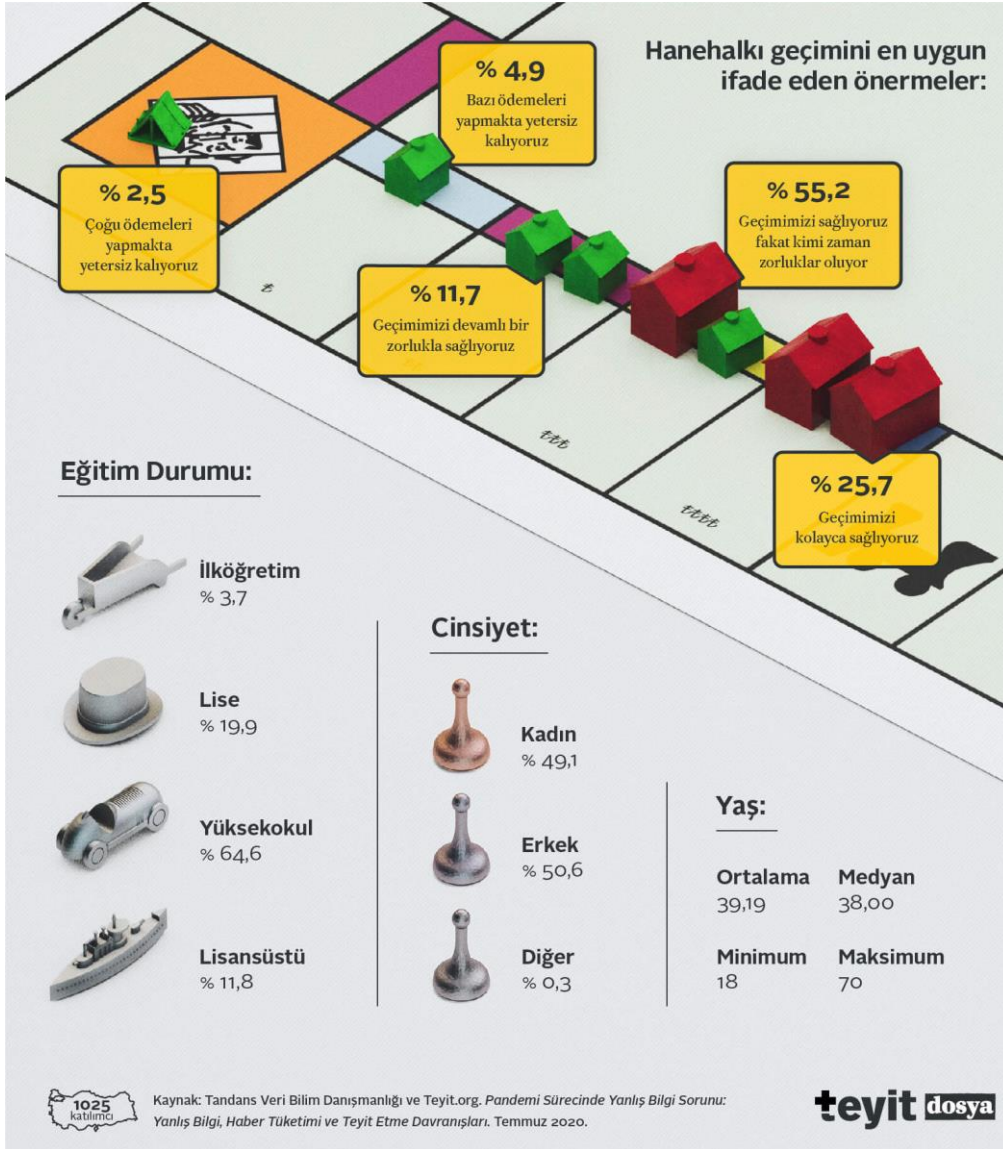 Hanehalkı geçimini en uygun
ifade eden önermeler:
% 4,9
Bazı ödemeleri
yapmakta yetersiz
kalıyoruz
% 2,5
Çoğu ödemeleri
yapmakta
yetersiz kalıyoruz
% 55,2
Geçimimizi sağlıyoruz
fakat kimi zaman
zorluklar oluyor
% 11,7
Geçimimizi devamlı bir
zorlukla sağlıyoruz
% 25,7
Geçimimizi
kolayca sağlıyoruz
₺
₺₺₺
₺₺₺₺
Eğitim Durumu:
İlköğretim
% 3,7
Lise
% 19,9
Yüksekokul
% 64,6
Lisansüstü
% 11,8
Cinsiyet:
Kadın
% 49,1
Erkek
% 50,6
Diğer
% 0,3
Yaş:
Ortalama Medyan
39,19 38,00
Minimum Maksimum
18 70
1025
katılımcı
Kaynak: Tandans Veri Bilim Danışmanlığı ve Teyit.org. Pandemi Sürecinde Yanlış Bilgi Sorunu:
Yanlış Bilgi, Haber Tüketimi ve Teyit Etme Davranışları. Temmuz 2020.
teyit dosya